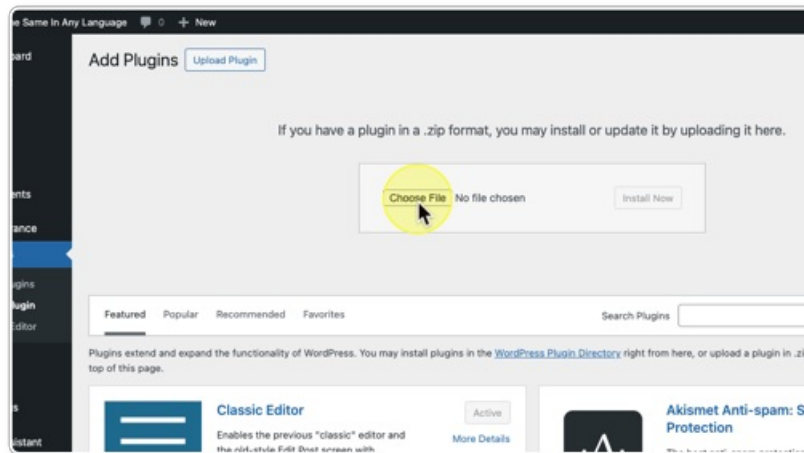 e Same In Any Language 0 + New
oard
Add Plugins Upload Plugin
If you have a plugin in a .zip format, you may install or update it by uploading it here.
Choose File No file chosen Install Now
ents
ance
ugins
lugin
ditor
Featured Popular Recommended Favorites Search Plugins
Plugins extend and expand the functionality of WordPress. You may install plugins in the WordPress Plugin Directory right from here, or upload a plugin in .zi
top of this page.
s
istant
Classic Editor Active
Enables the previous "classic" editor and
the old-style Edit Post screen with
More Details
Akismet Anti-spam: S
Protection